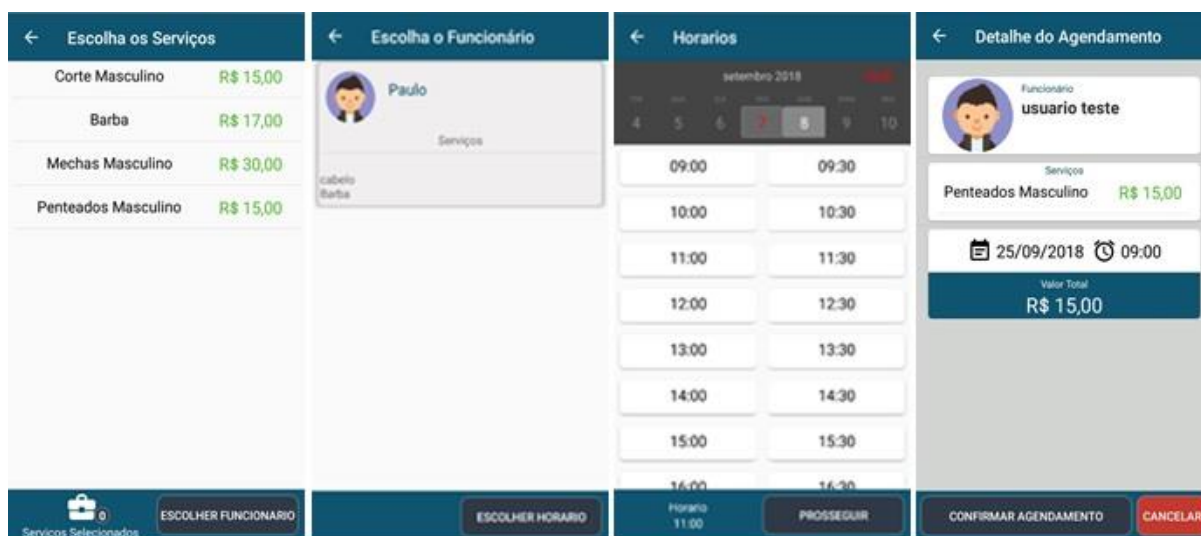 Escolha os Serviços
Corte Masculino R$ 15,00
Barba R$ 17,00
Mechas Masculino R$ 30,00
Penteados Masculino R$ 15,00
0
Serviços Selecionados
ESCOLHER FUNCIONARIO
Escolha o Funcionário
Paulo
Serviços
cabelo
Barba
ESCOLHER HORARIO
Horarios
setembro 2018
4 5 6 7 8 9 10
09:00 09:30
10:00 10:30
11:00 11:30
12:00 12:30
13:00 13:30
14:00 14:30
15:00 15:30
16:00 16:30
Horario
11:00
PROSSEGUIR
Detalhe do Agendamento
Funcionário
usuario teste
Serviços
Penteados Masculino R$ 15,00
25/09/2018 09:00
Valor Total
R$ 15,00
CONFIRMAR AGENDAMENTO
CANCELAR